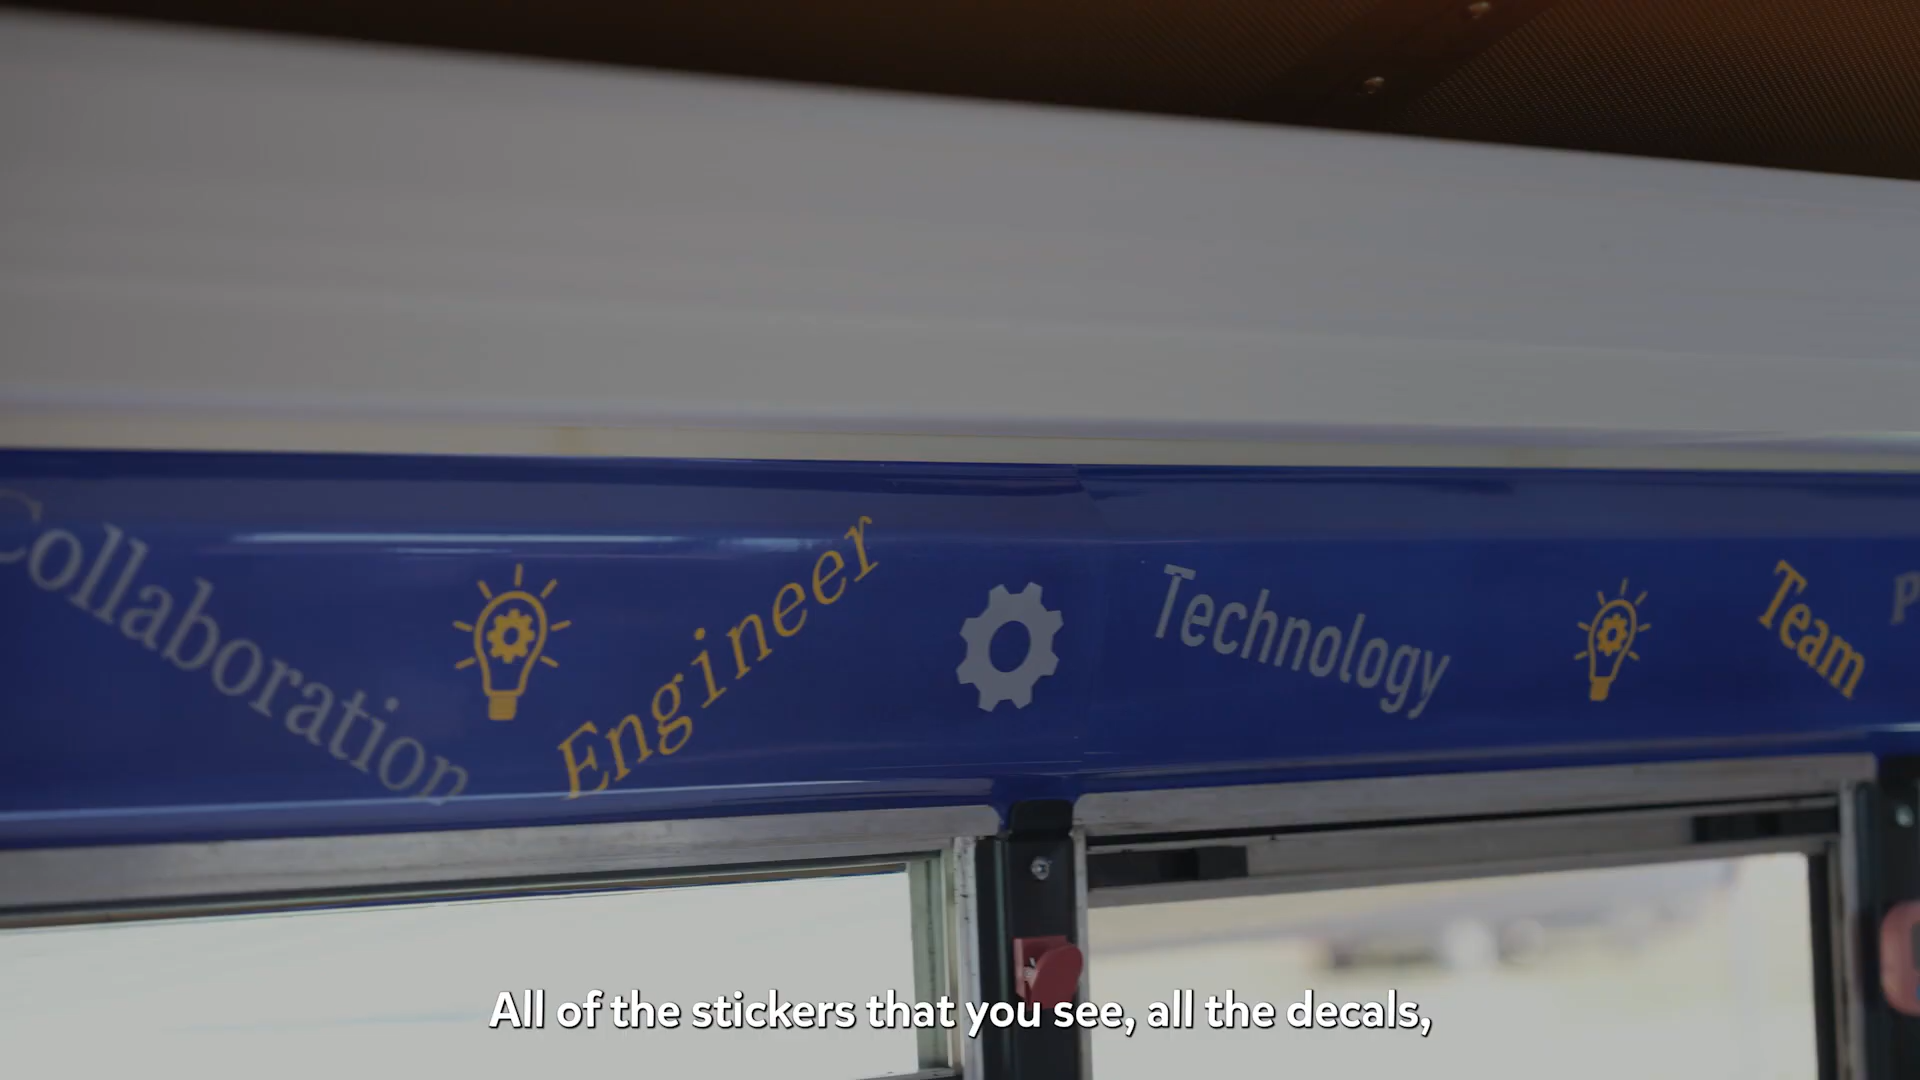 Collaboration
Engineer
Technology
Team
All of the stickers that you see, all the decals,